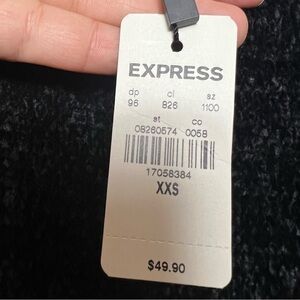 EXPRESS
dp cl sz
96 826 1100
st co
08260574 0058
17058384
XXS
$49.90